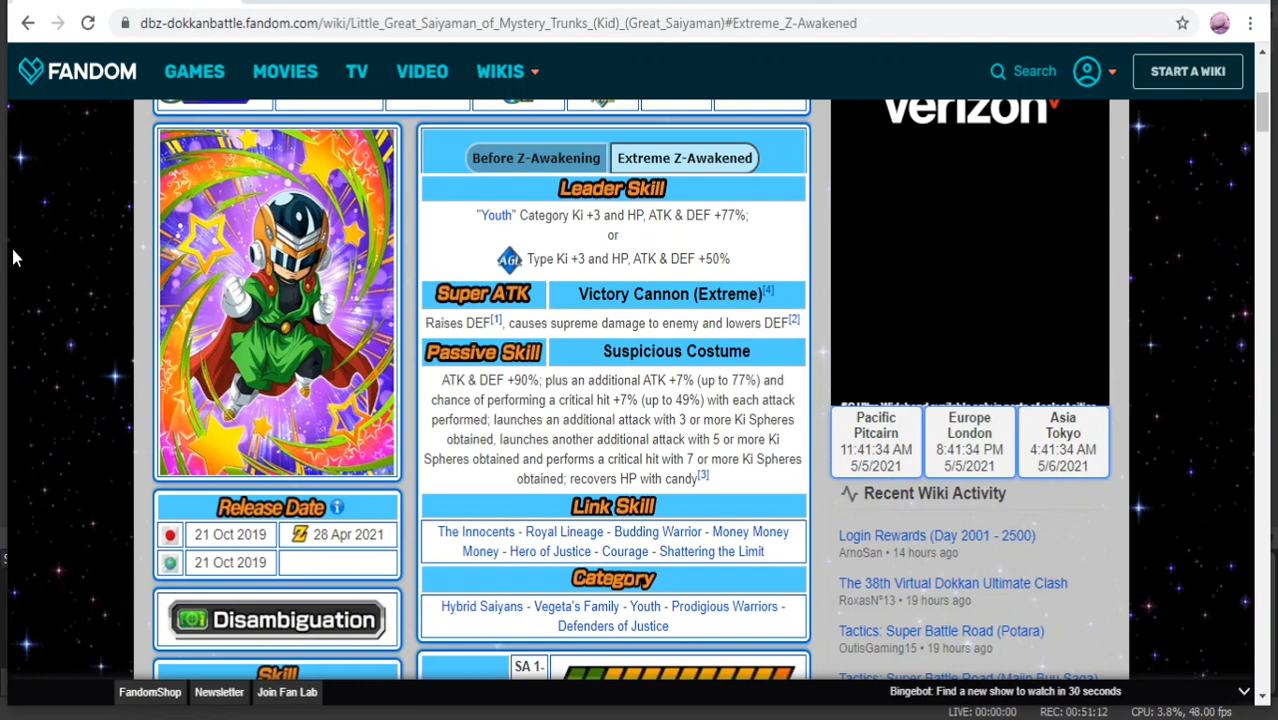 dbz-dokkanbattle.fandom.com/wiki/Little_Great_Saiyaman_of_Mystery_Trunks_(Kid)_(Great_Saiyaman)#Extreme_Z-Awakened
FANDOM GAMES MOVIES TV VIDEO WIKIS Search START A WIKI
verizon
Before Z-Awakening Extreme Z-Awakened
Leader Skill
"Youth" Category Ki +3 and HP, ATK & DEF +77%;
or
AGL Type Ki +3 and HP, ATK & DEF +50%
Super ATK Victory Cannon (Extreme)[4]
Raises DEF[1], causes supreme damage to enemy and lowers DEF[2]
Passive Skill Suspicious Costume
ATK & DEF +90%; plus an additional ATK +7% (up to 77%) and
chance of performing a critical hit +7% (up to 49%) with each attack
performed; launches an additional attack with 3 or more Ki Spheres
obtained, launches another additional attack with 5 or more Ki
Spheres obtained and performs a critical hit with 7 or more Ki Spheres
obtained; recovers HP with candy[3]
Link Skill
The Innocents - Royal Lineage - Budding Warrior - Money Money
Money - Hero of Justice - Courage - Shattering the Limit
Category
Hybrid Saiyans - Vegeta's Family - Youth - Prodigious Warriors -
Defenders of Justice
SA 1-
Release Date
21 Oct 2019 Z 28 Apr 2021
21 Oct 2019
Disambiguation
Skill
Pacific
Pitcairn
11:41:34 AM
5/5/2021
Europe
London
8:41:34 PM
5/5/2021
Asia
Tokyo
4:41:34 AM
5/6/2021
Recent Wiki Activity
Login Rewards (Day 2001 - 2500)
ArnoSan • 14 hours ago
The 38th Virtual Dokkan Ultimate Clash
RoxasN°13 • 19 hours ago
Tactics: Super Battle Road (Potara)
OutisGaming15 • 19 hours ago
Tactics: Super Battle Road (Majin Buu Saga)
FandomShop Newsletter Join Fan Lab Bingebot: Find a new show to watch in 30 seconds
LIVE: 00:00:00 REC: 00:51:12 CPU: 3.8%, 48.00 fps